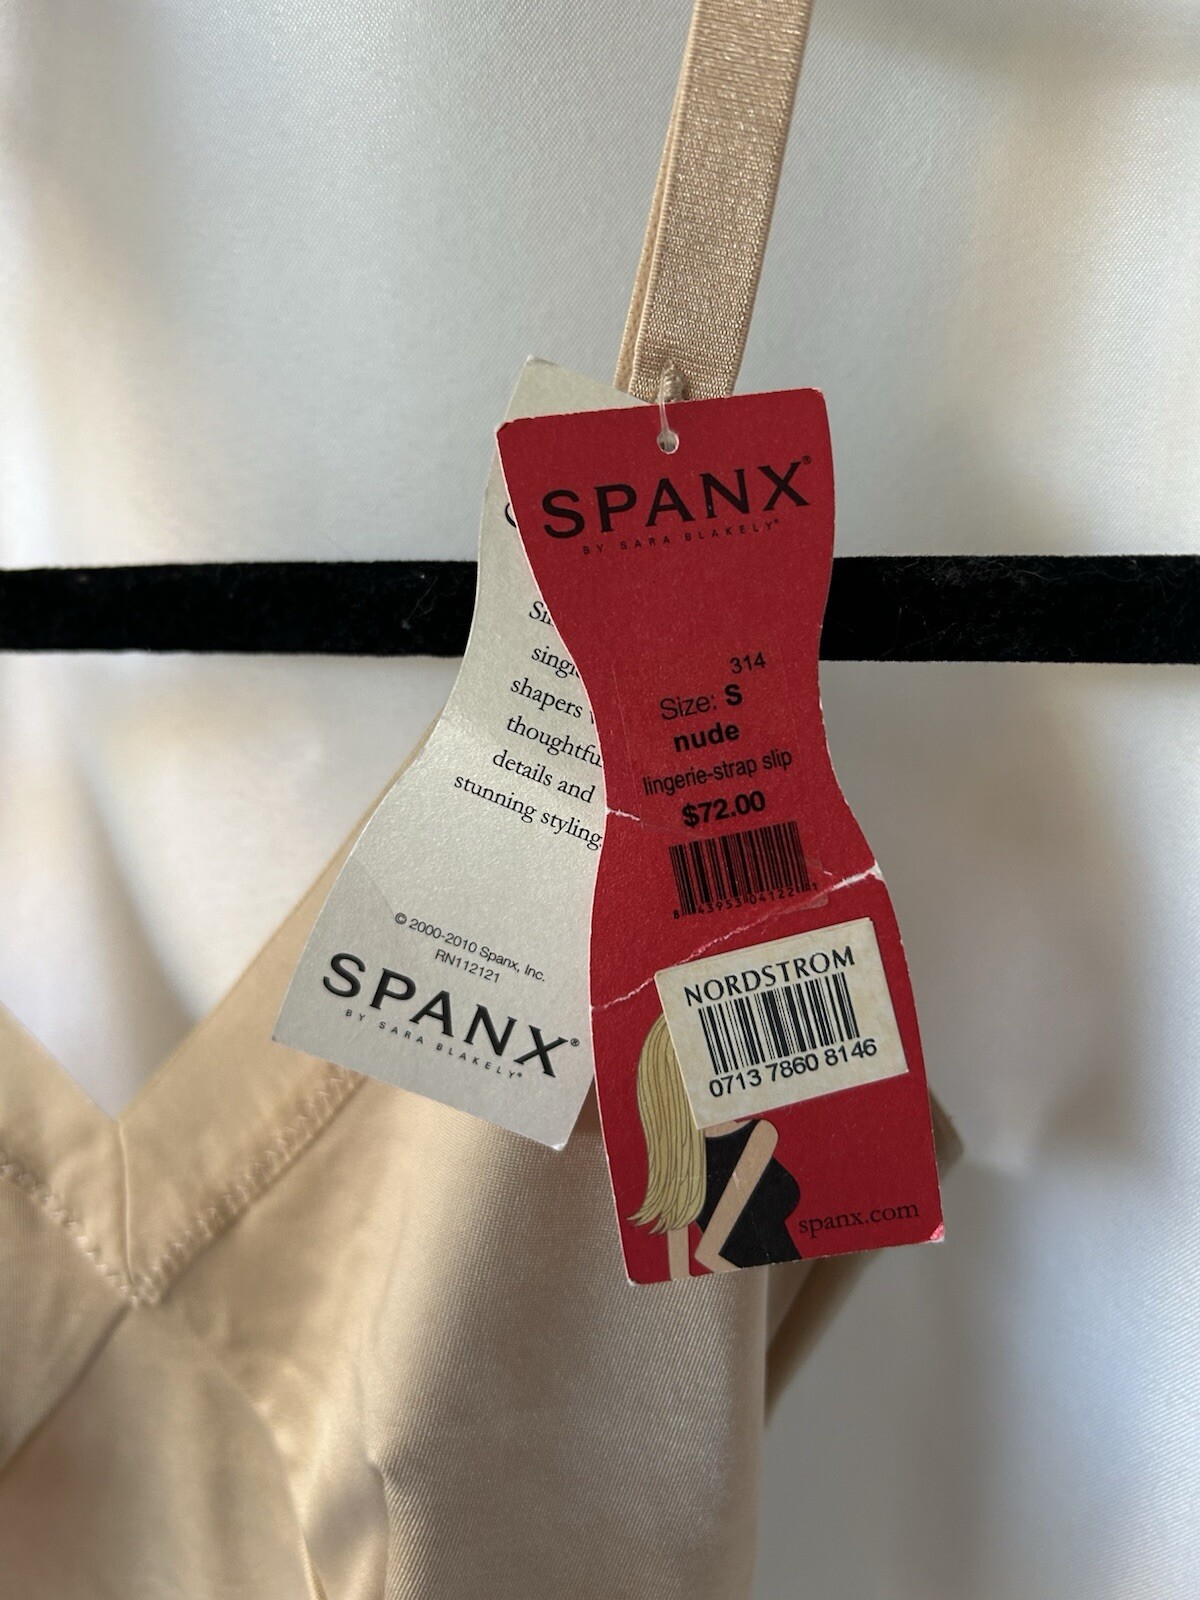 SPANX®
BY SARA BLAKELY®
314
Size: S
nude
lingerie-strap slip
$72.00
NORDSTROM
0713 7860 8146
spanx.com
shapers
thoughtfu
details and
stunning styling
© 2000-2010 Spanx, Inc.
RN112121
SPANX®
BY SARA BLAKELY®